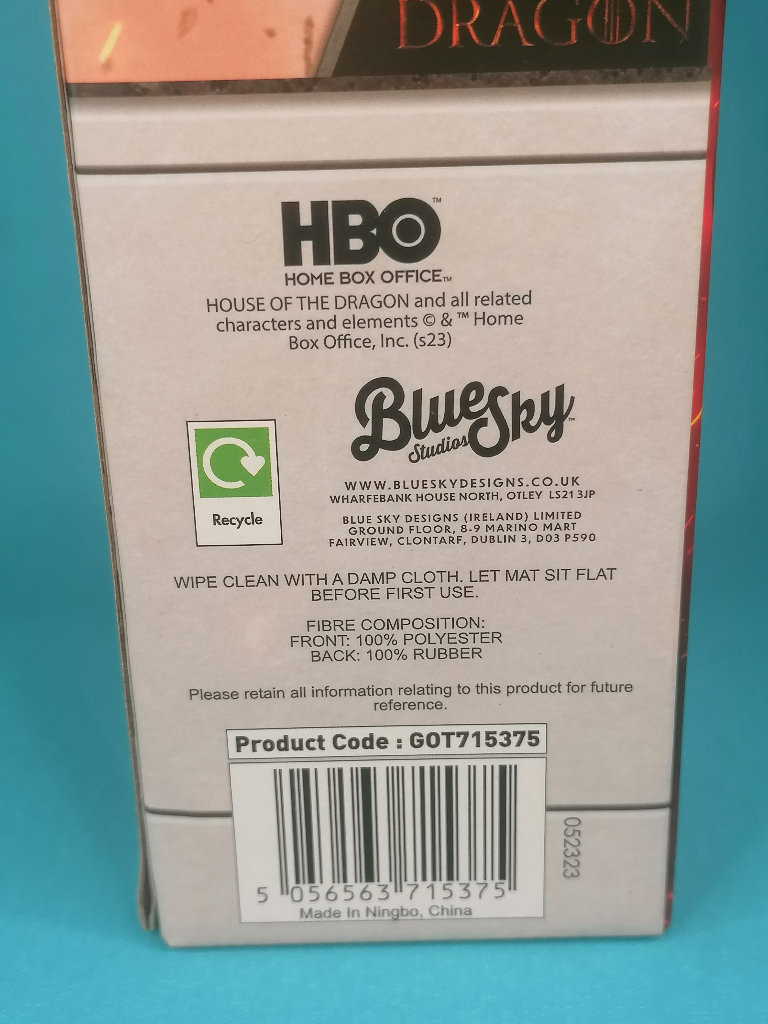 DRAGON
HBO™
HOME BOX OFFICE™
HOUSE OF THE DRAGON and all related
characters and elements © & ™ Home
Box Office, Inc. (s23)
BlueSky™
Studios
WWW.BLUESKYDESIGNS.CO.UK
WHARFEBANK HOUSE NORTH, OTLEY LS21 3JP
BLUE SKY DESIGNS (IRELAND) LIMITED
GROUND FLOOR, 8-9 MARINO MART
FAIRVIEW, CLONTARF, DUBLIN 3, D03 P590
Recycle
WIPE CLEAN WITH A DAMP CLOTH. LET MAT SIT FLAT
BEFORE FIRST USE.
FIBRE COMPOSITION:
FRONT: 100% POLYESTER
BACK: 100% RUBBER
Please retain all information relating to this product for future
reference.
Product Code : GOT715375
5 056563 715375
Made In Ningbo, China
052323